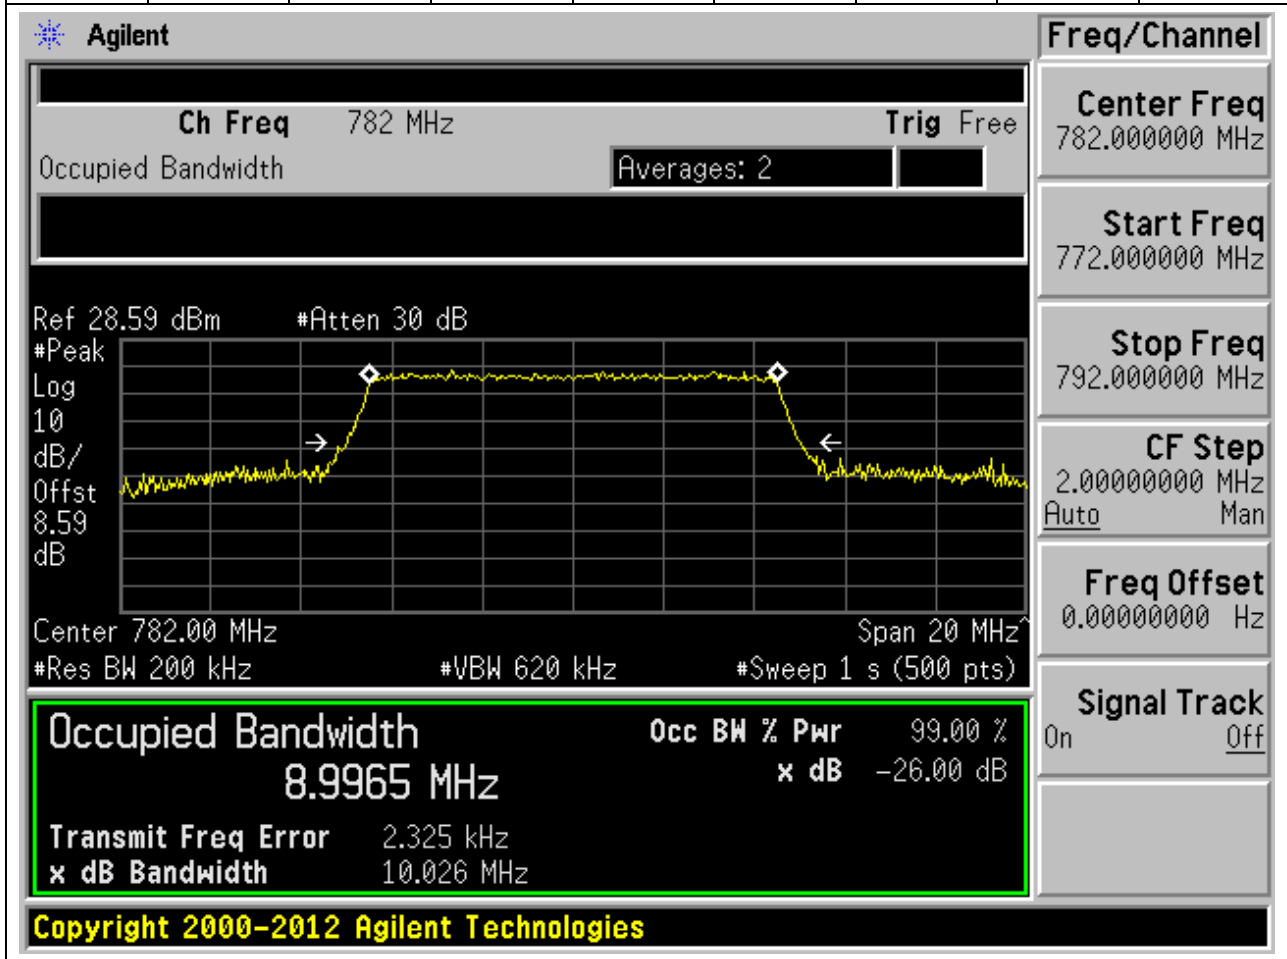 Agilent
Freq/Channel
Ch Freq 782 MHz Trig Free
Occupied Bandwidth Averages: 2
Center Freq
782.000000 MHz
Start Freq
772.000000 MHz
Stop Freq
792.000000 MHz
CF Step
2.00000000 MHz
Auto Man
Freq Offset
0.00000000 Hz
Signal Track
On Off
Ref 28.59 dBm #Atten 30 dB
#Peak
Log
10
dB/
Offst
8.59
dB
Center 782.00 MHz Span 20 MHz^
#Res BW 200 kHz #VBW 620 kHz #Sweep 1 s (500 pts)
Occupied Bandwidth
8.9965 MHz
Occ BW % Pwr 99.00 %
x dB -26.00 dB
Transmit Freq Error 2.325 kHz
x dB Bandwidth 10.026 MHz
Copyright 2000-2012 Agilent Technologies